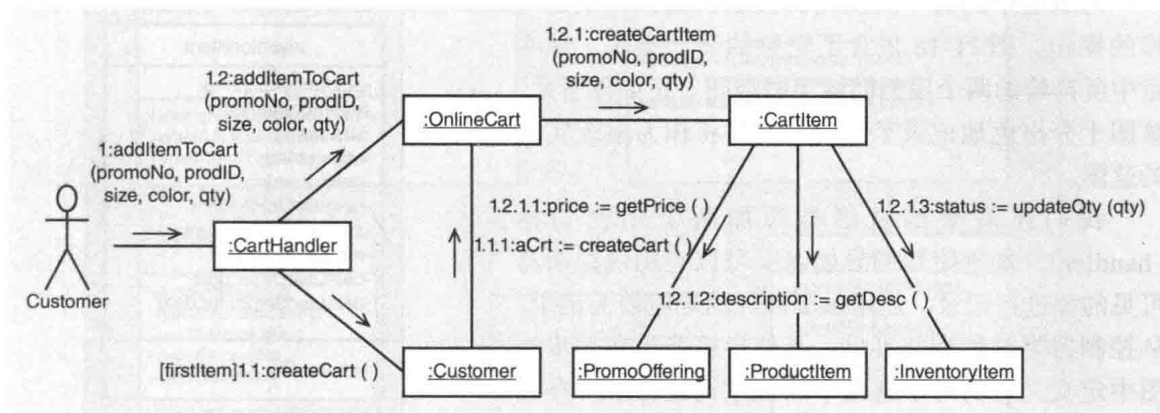 1.2.1:createCartItem
(promoNo, prodID,
size, color, qty)
1.2:addItemToCart
(promoNo, prodID,
size, color, qty)
:OnlineCart
:CartItem
1:addItemToCart
(promoNo, prodID,
size, color, qty)
:CartHandler
Customer
1.2.1.1:price := getPrice ( )
1.2.1.3:status := updateQty (qty)
1.1.1:aCrt := createCart ( )
1.2.1.2:description := getDesc ( )
[firstItem]1.1:createCart ( )
:Customer
:PromoOffering
:ProductItem
:InventoryItem